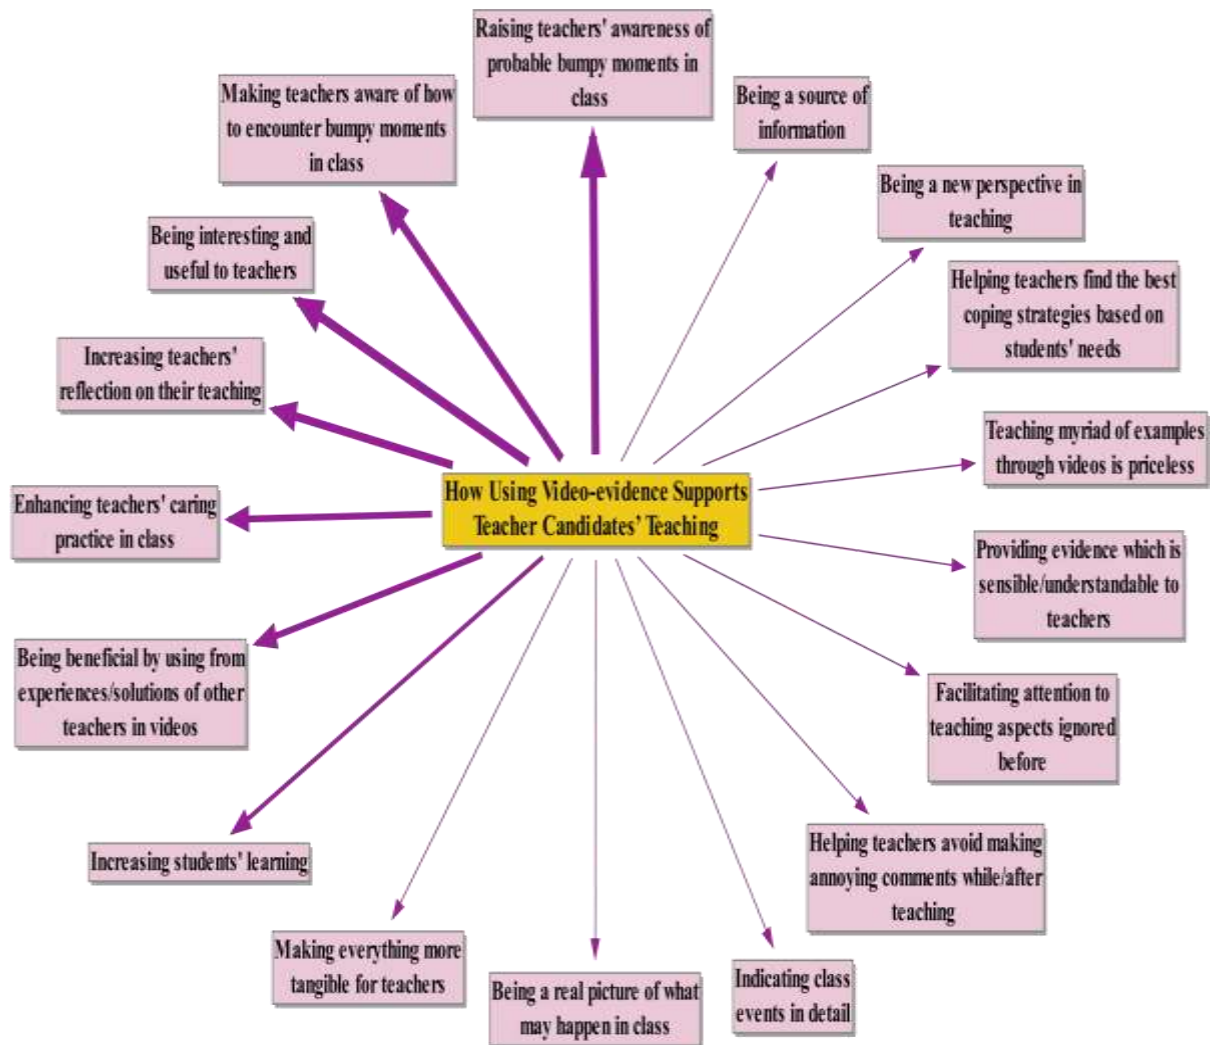 Raising teachers' awareness of
probable bumpy moments in
class
Being a source of
information
Making teachers aware of how
to encounter bumpy moments
in class
Being a new perspective in
teaching
Being interesting and
useful to teachers
Helping teachers find the best
coping strategies based on
students' needs
Increasing teachers'
reflection on their teaching
Teaching myriad of examples
through videos is priceless
How Using Video-evidence Supports
Teacher Candidates' Teaching
Enhancing teachers' caring
practice in class
Providing evidence which is
sensible/understandable to
teachers
Being beneficial by using from
experiences/solutions of other
teachers in videos
Facilitating attention to
teaching aspects ignored
before
Increasing students' learning
Helping teachers avoid making
annoying comments while/after
teaching
Making everything more
tangible for teachers
Being a real picture of what
may happen in class
Indicating class
events in detail